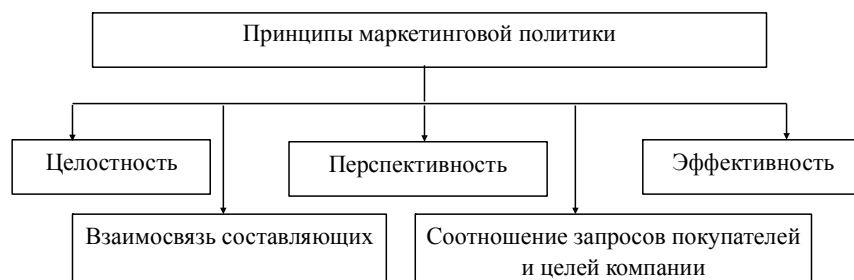 Принципы маркетинговой политики
Целостность
Перспективность
Эффективность
Взаимосвязь составляющих
Соотношение запросов покупателей
и целей компании